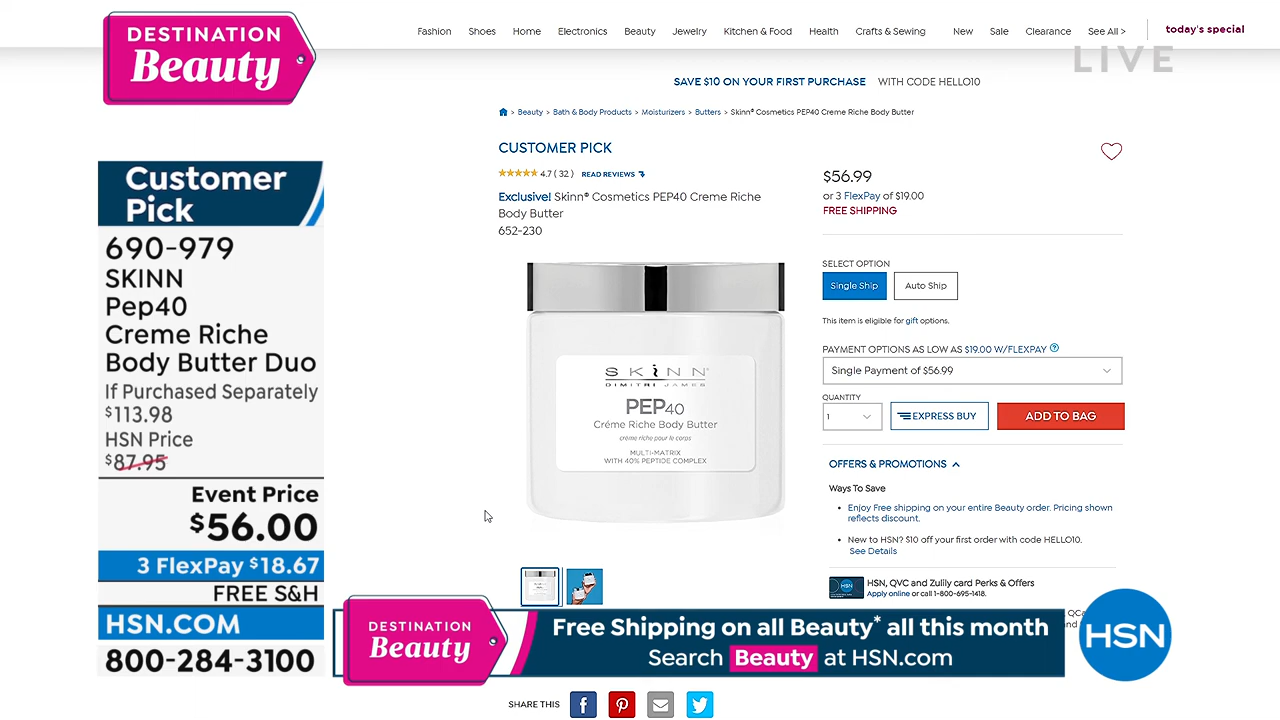 DESTINATION
Beauty
Fashion Shoes Home Electronics Beauty Jewelry Kitchen & Food Health Crafts & Sewing New Sale Clearance See All > today's special
LIVE
SAVE $10 ON YOUR FIRST PURCHASE WITH CODE HELLO10
> Beauty > Bath & Body Products > Moisturizers > Butters > Skinn® Cosmetics PEP40 Creme Riche Body Butter
CUSTOMER PICK
4.7 ( 32 ) READ REVIEWS
Exclusive! Skinn® Cosmetics PEP40 Creme Riche
Body Butter
652-230
$56.99
or 3 FlexPay of $19.00
FREE SHIPPING
SELECT OPTION
Single Ship Auto Ship
This item is eligible for gift options.
PAYMENT OPTIONS AS LOW AS $19.00 W/FLEXPAY ?
Single Payment of $56.99
QUANTITY
1 EXPRESS BUY ADD TO BAG
OFFERS & PROMOTIONS
Ways To Save
• Enjoy Free shipping on your entire Beauty order. Pricing shown
reflects discount.
• New to HSN? $10 off your first order with code HELLO10.
See Details
HSN, QVC and Zulily card Perks & Offers
Apply online or call 1-800-695-1418.
SKINN®
DIMITRI JAMES
PEP40
Créme Riche Body Butter
creme riche pour le corps
MULTI-MATRIX
WITH 40% PEPTIDE COMPLEX
Customer
Pick
690-979
SKINN
Pep40
Creme Riche
Body Butter Duo
If Purchased Separately
$113.98
HSN Price
$87.95
Event Price
$56.00
3 FlexPay $18.67
FREE S&H
HSN.COM
800-284-3100
DESTINATION
Beauty
Free Shipping on all Beauty* all this month
Search Beauty at HSN.com
HSN
SHARE THIS